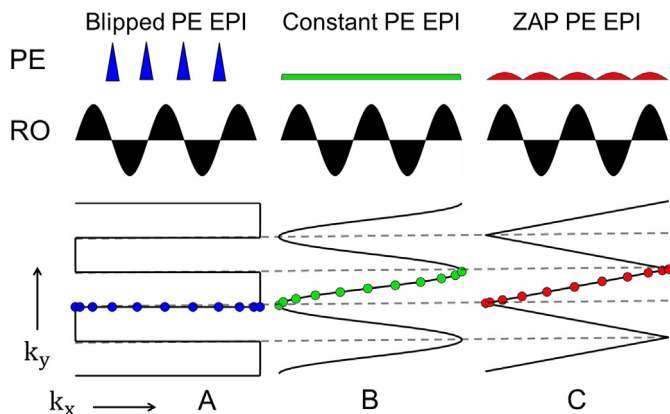 Blipped PE EPI Constant PE EPI ZAP PE EPI
PE
RO
k_y
k_x A B C